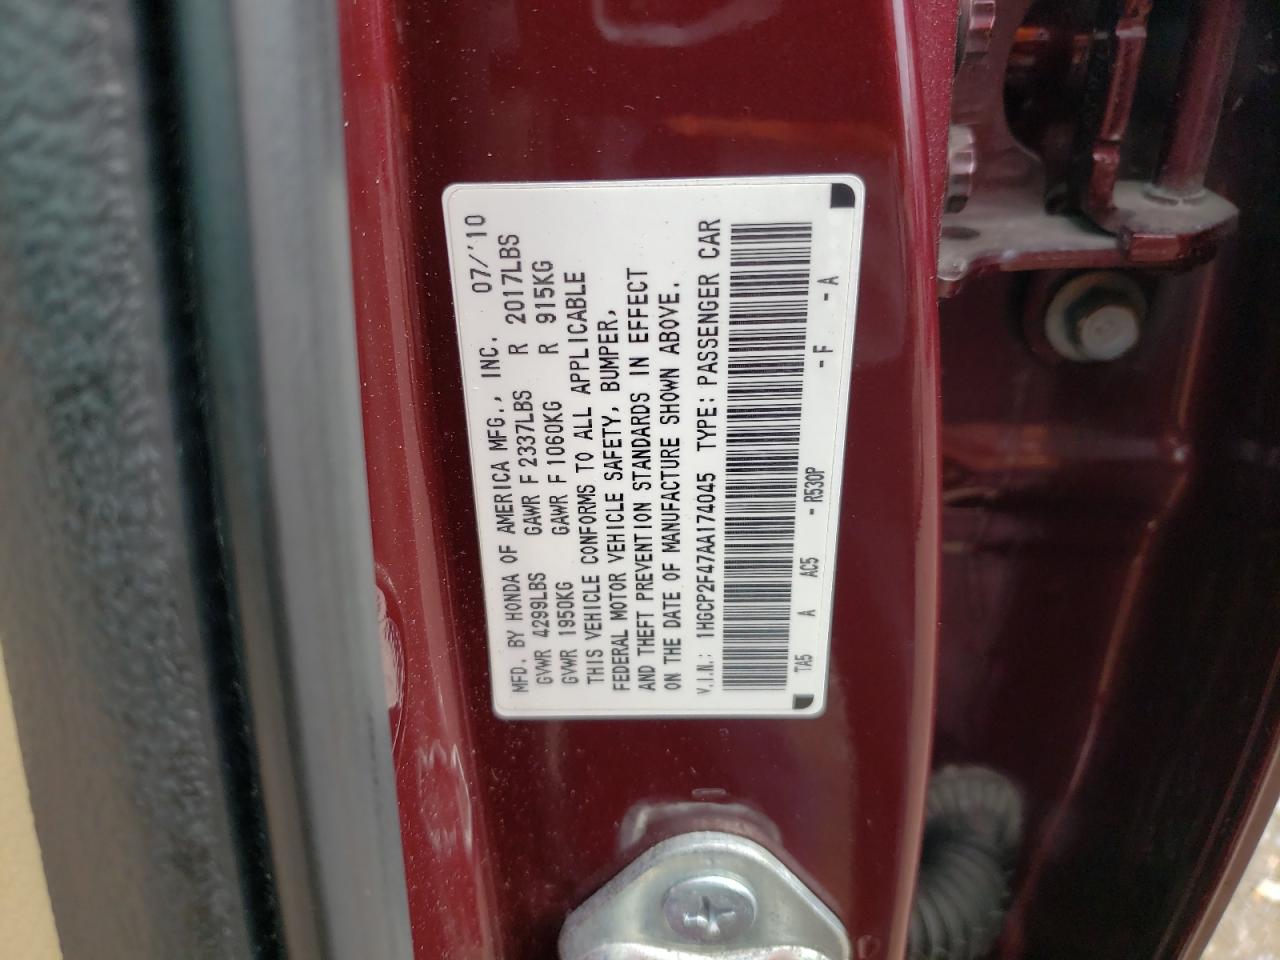 MFD. BY HONDA OF AMERICA MFG., INC. 07/'10
GVWR 4299LBS GAWR F 2337LBS R 2017LBS
GVWR 1950KG GAWR F 1060KG R 915KG
THIS VEHICLE CONFORMS TO ALL APPLICABLE
FEDERAL MOTOR VEHICLE SAFETY, BUMPER,
AND THEFT PREVENTION STANDARDS IN EFFECT
ON THE DATE OF MANUFACTURE SHOWN ABOVE.
V.I.N.: 1HGCP2F47AA174045 TYPE: PASSENGER CAR
TA5 A AC5 - R530P - F - A